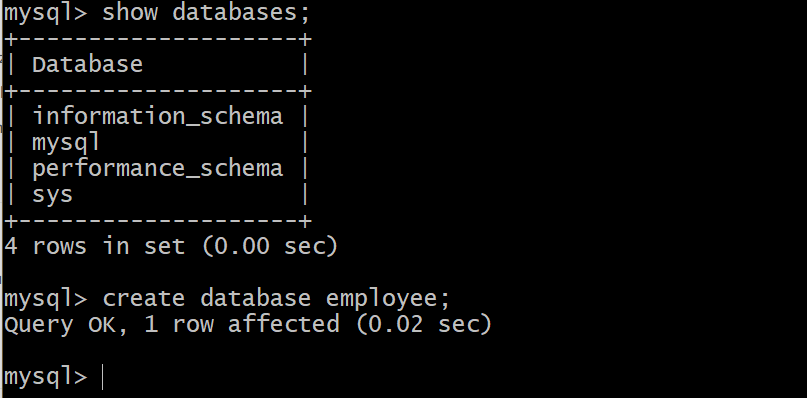 mysql> show databases;
+--------------------+
| Database           |
+--------------------+
| information_schema |
| mysql              |
| performance_schema |
| sys                |
+--------------------+
4 rows in set (0.00 sec)
mysql> create database employee;
Query OK, 1 row affected (0.02 sec)
mysql>